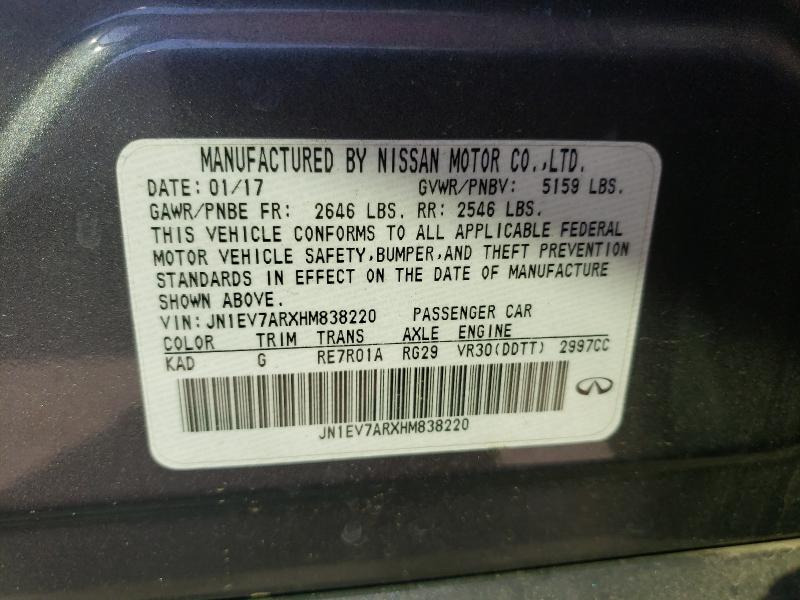 MANUFACTURED BY NISSAN MOTOR CO.,LTD.
DATE: 01/17 GVWR/PNBV: 5159 LBS.
GAWR/PNBE FR: 2646 LBS. RR: 2546 LBS.
THIS VEHICLE CONFORMS TO ALL APPLICABLE FEDERAL
MOTOR VEHICLE SAFETY,BUMPER,AND THEFT PREVENTION
STANDARDS IN EFFECT ON THE DATE OF MANUFACTURE
SHOWN ABOVE.
VIN:JN1EV7ARXHM838220 PASSENGER CAR
COLOR TRIM TRANS AXLE ENGINE
KAD G RE7R01A RG29 VR30(DDTT) 2997CC
JN1EV7ARXHM838220